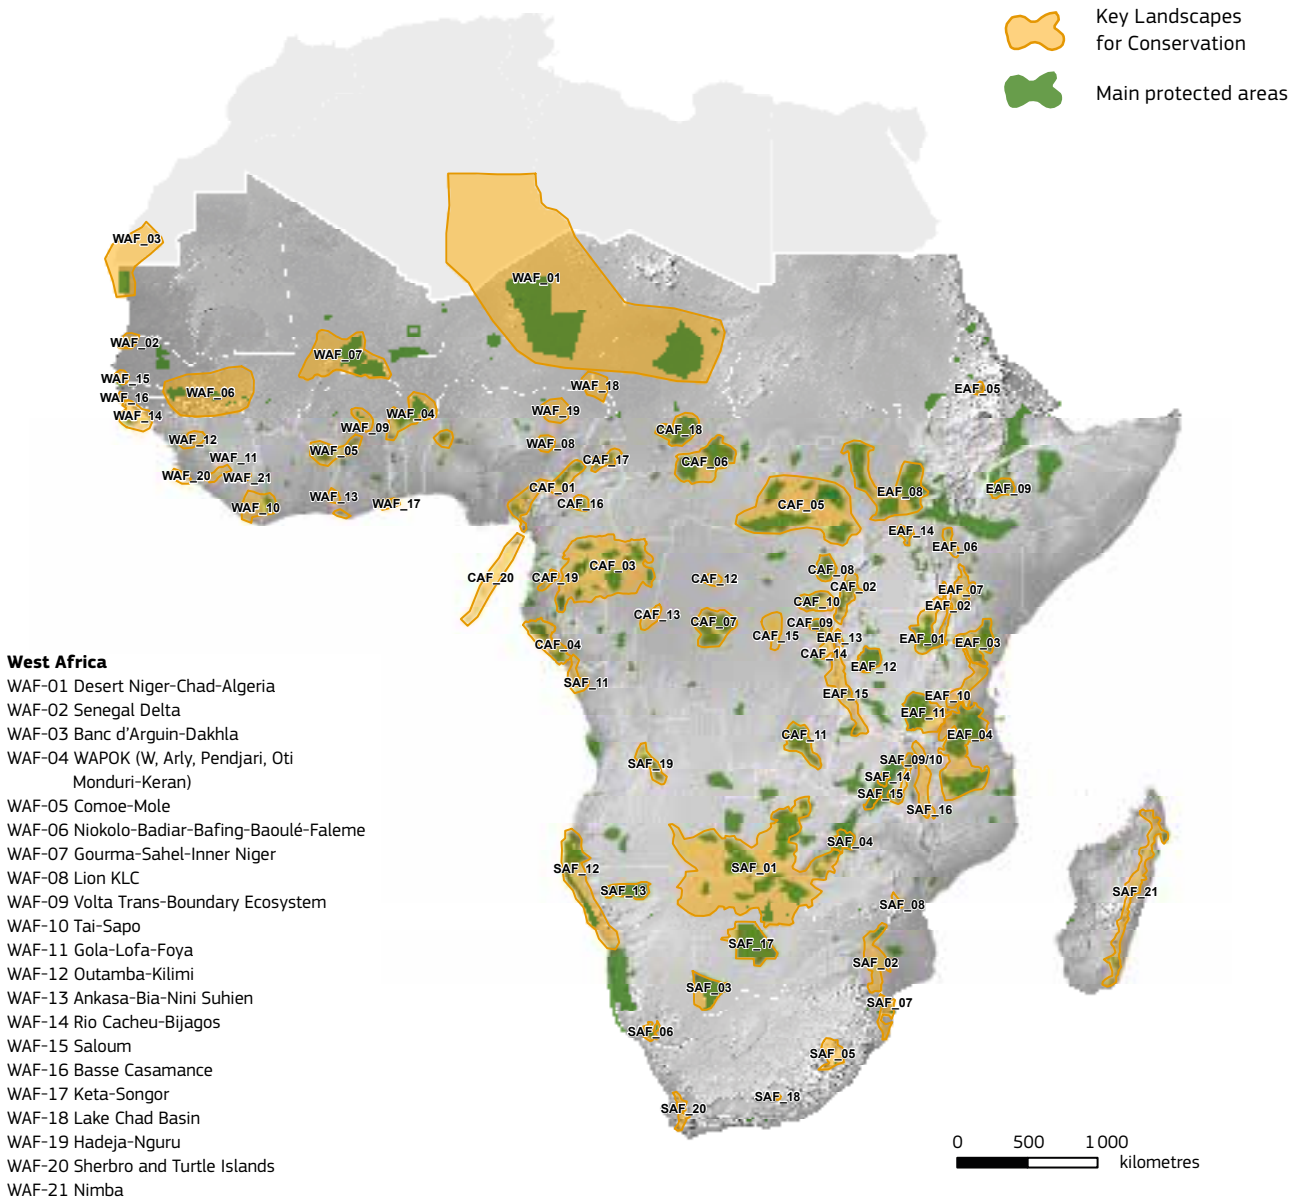 Key Landscapes
for Conservation
Main protected areas
WAF_03
WAF_01
WAF_02
WAF_07
WAF_15
WAF_06
WAF_16
WAF_14
WAF_18
WAF_19
WAF_04
WAF_09
WAF_12
WAF_05
WAF_08
WAF_11
WAF_20
WAF_21
WAF_10
WAF_13
WAF_17
CAF_18
CAF_17
CAF_06
CAF_01
CAF_16
CAF_05
EAF_05
EAF_08
EAF_09
EAF_14
EAF_06
CAF_20
CAF_19
CAF_03
CAF_12
CAF_08
CAF_02
CAF_10
EAF_07
EAF_02
CAF_13
CAF_07
CAF_15
CAF_09
EAF_13
CAF_14
EAF_01
EAF_03
CAF_04
EAF_12
SAF_11
EAF_15
EAF_10
EAF_11
CAF_11
EAF_04
SAF_19
SAF_09/10
SAF_14
SAF_15
SAF_16
SAF_04
SAF_12
SAF_01
SAF_13
SAF_08
SAF_21
SAF_17
SAF_02
SAF_03
SAF_07
SAF_06
SAF_05
SAF_18
SAF_20
West Africa
WAF-01 Desert Niger-Chad-Algeria
WAF-02 Senegal Delta
WAF-03 Banc d'Arguin-Dakhla
WAF-04 WAPOK (W, Arly, Pendjari, Oti
Monduri-Keran)
WAF-05 Comoe-Mole
WAF-06 Niokolo-Badiar-Bafing-Baoulé-Faleme
WAF-07 Gourma-Sahel-Inner Niger
WAF-08 Lion KLC
WAF-09 Volta Trans-Boundary Ecosystem
WAF-10 Tai-Sapo
WAF-11 Gola-Lofa-Foya
WAF-12 Outamba-Kilimi
WAF-13 Ankasa-Bia-Nini Suhien
WAF-14 Rio Cacheu-Bijagos
WAF-15 Saloum
WAF-16 Basse Casamance
WAF-17 Keta-Songor
WAF-18 Lake Chad Basin
WAF-19 Hadeja-Nguru
WAF-20 Sherbro and Turtle Islands
WAF-21 Nimba
0 500 1 000
kilometres